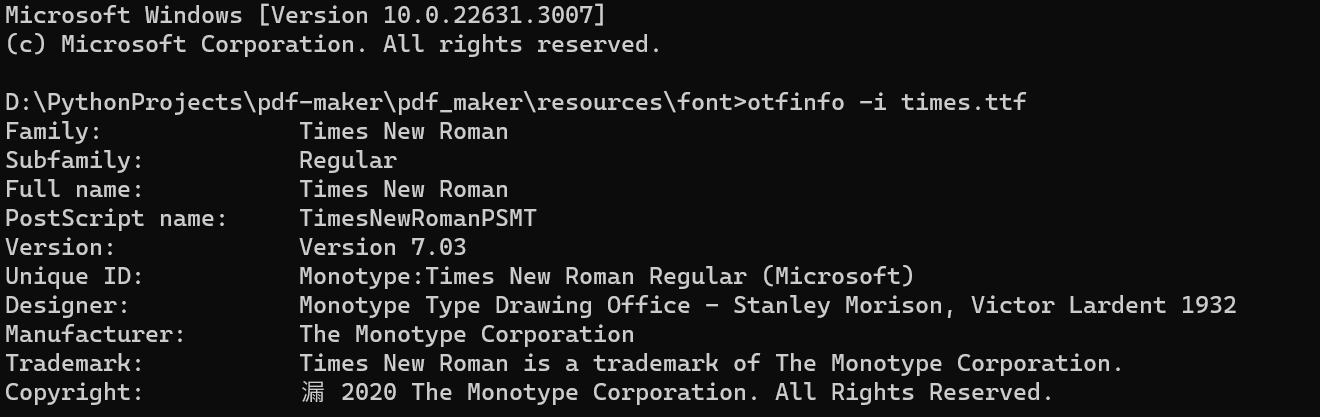 Microsoft Windows [Version 10.0.22631.3007]
(c) Microsoft Corporation. All rights reserved.
D:\PythonProjects\pdf-maker\pdf_maker\resources\font>otfinfo -i times.ttf
Family: Times New Roman
Subfamily: Regular
Full name: Times New Roman
PostScript name: TimesNewRomanPSMT
Version: Version 7.03
Unique ID: Monotype:Times New Roman Regular (Microsoft)
Designer: Monotype Type Drawing Office - Stanley Morison, Victor Lardent 1932
Manufacturer: The Monotype Corporation
Trademark: Times New Roman is a trademark of The Monotype Corporation.
Copyright: 漏 2020 The Monotype Corporation. All Rights Reserved.